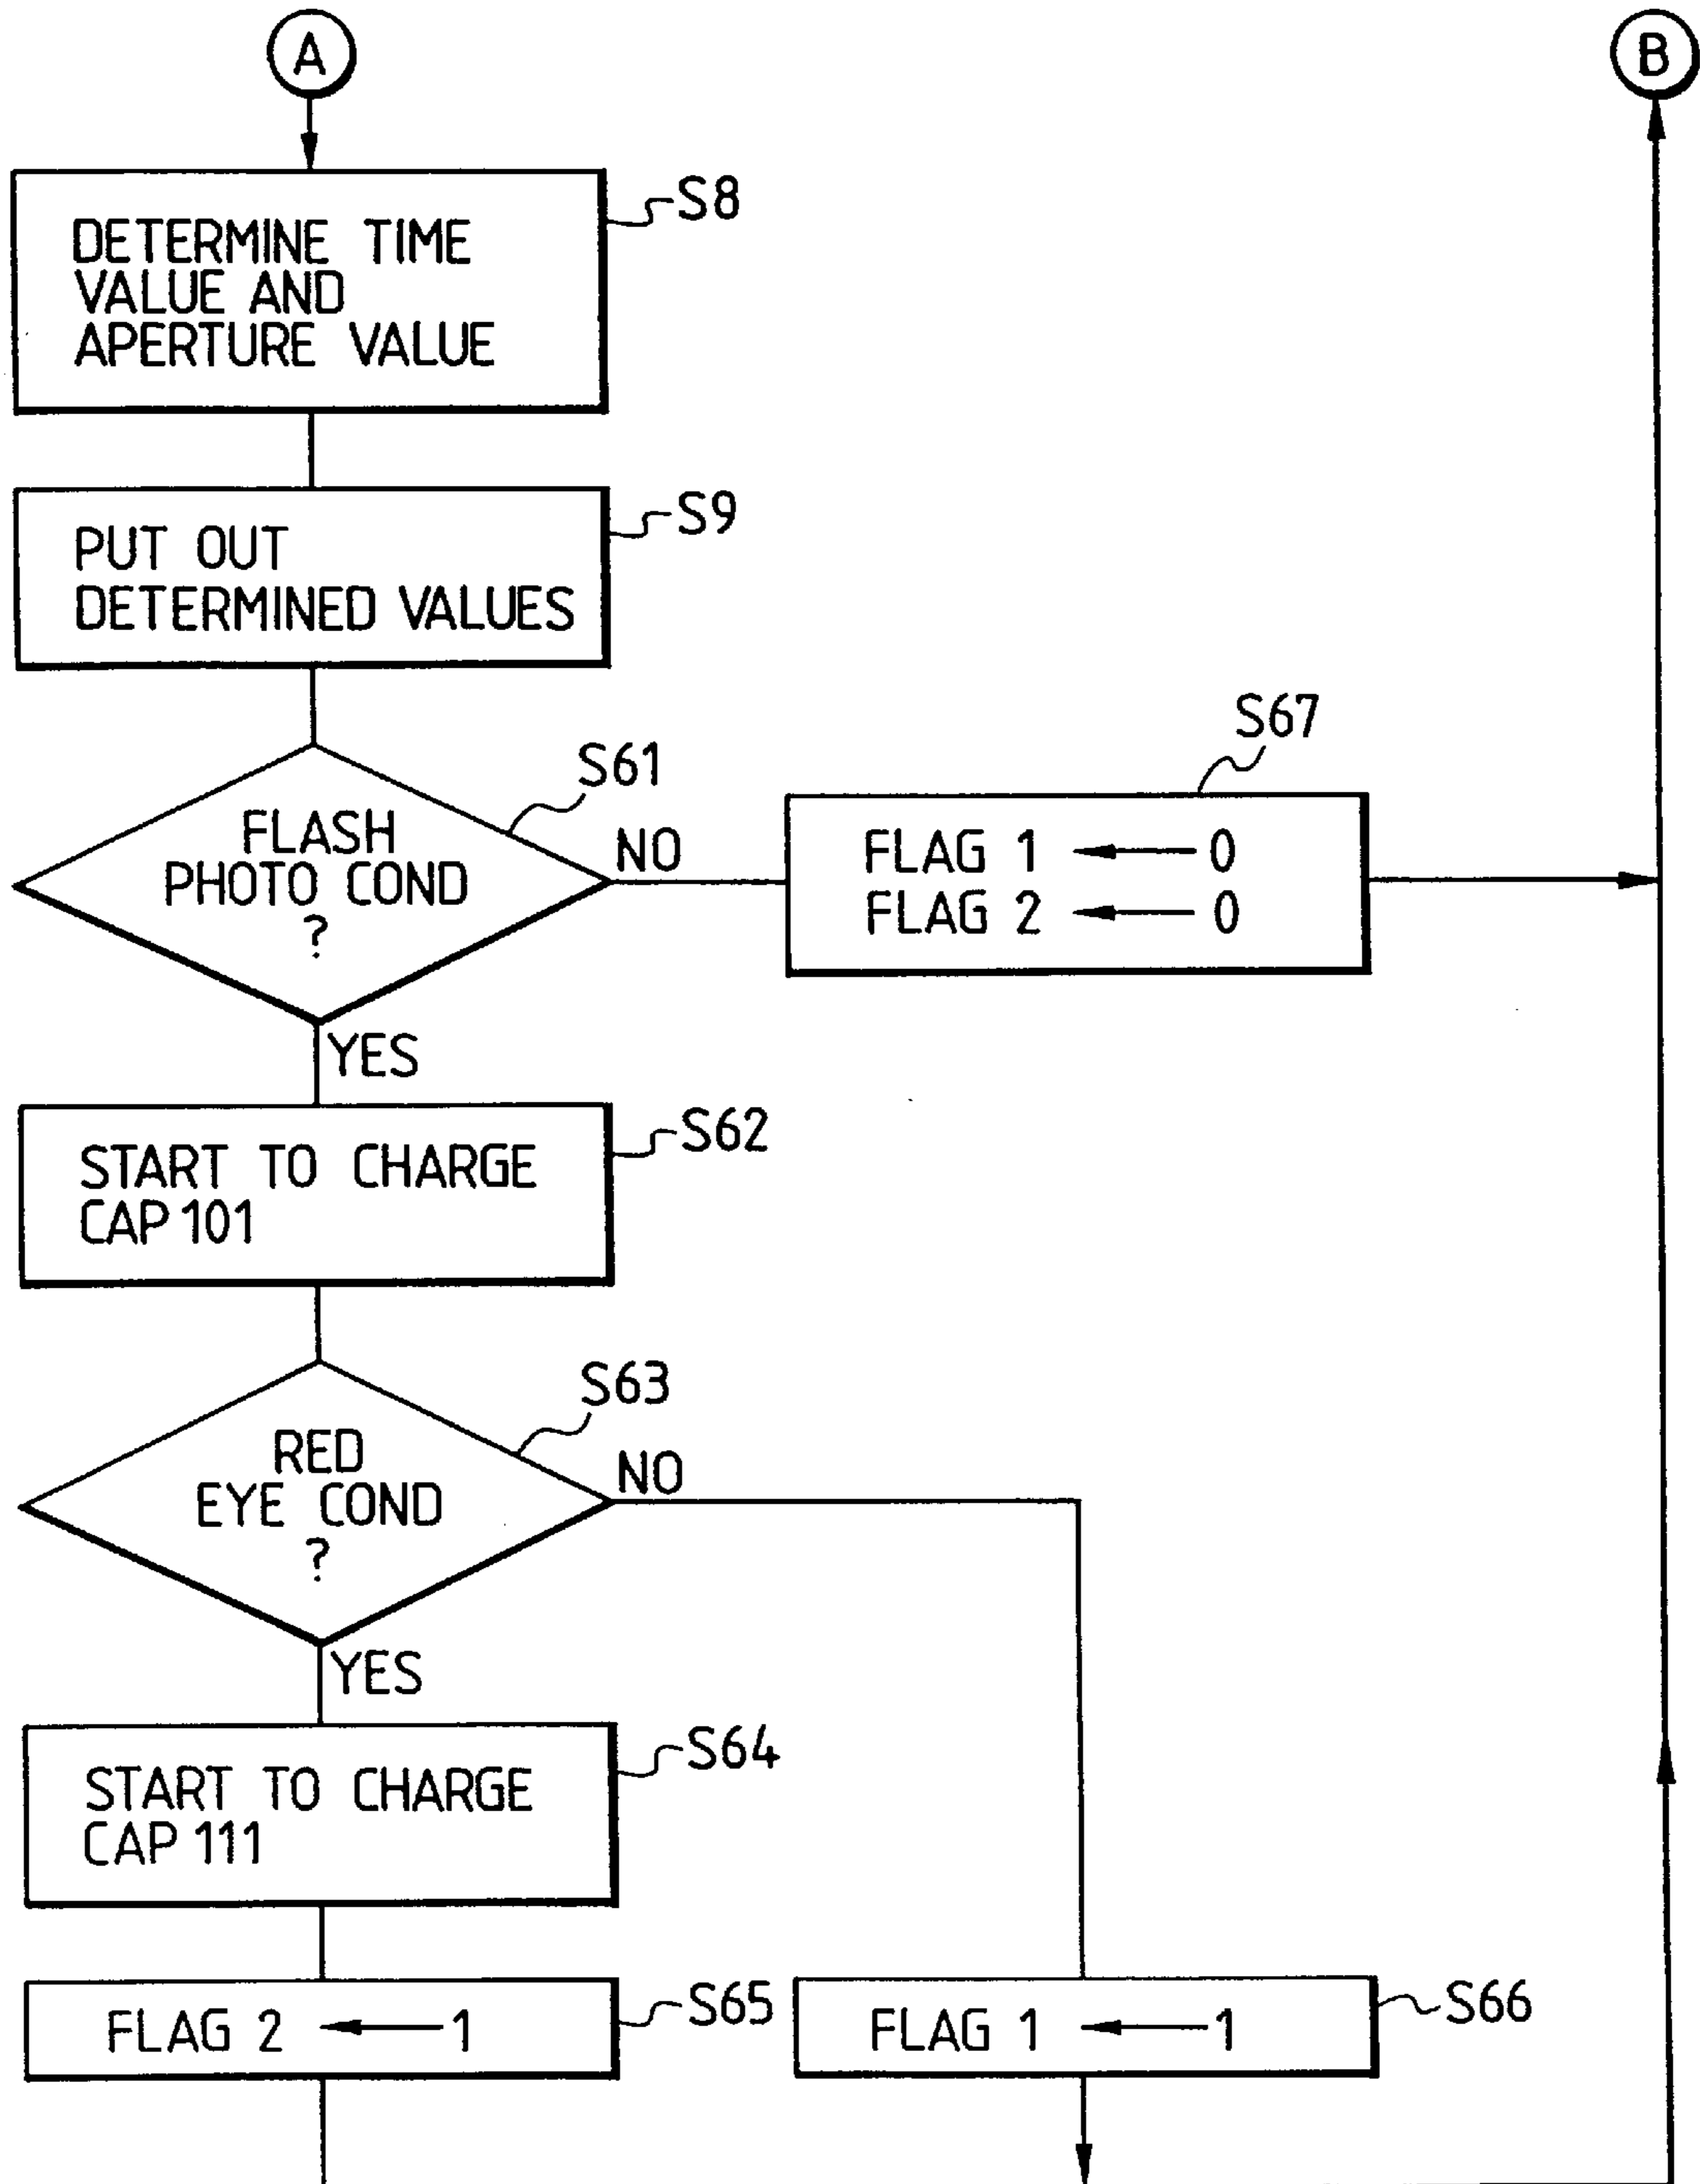 A
B
S8
DETERMINE TIME
VALUE AND
APERTURE VALUE
S9
PUT OUT
DETERMINED VALUES
S61
FLASH
PHOTO COND
?
NO
YES
S67
FLAG 1 ← 0
FLAG 2 ← 0
S62
START TO CHARGE
CAP 101
S63
RED
EYE COND
?
NO
YES
S64
START TO CHARGE
CAP 111
S65
FLAG 2 ← 1
S66
FLAG 1 ← 1